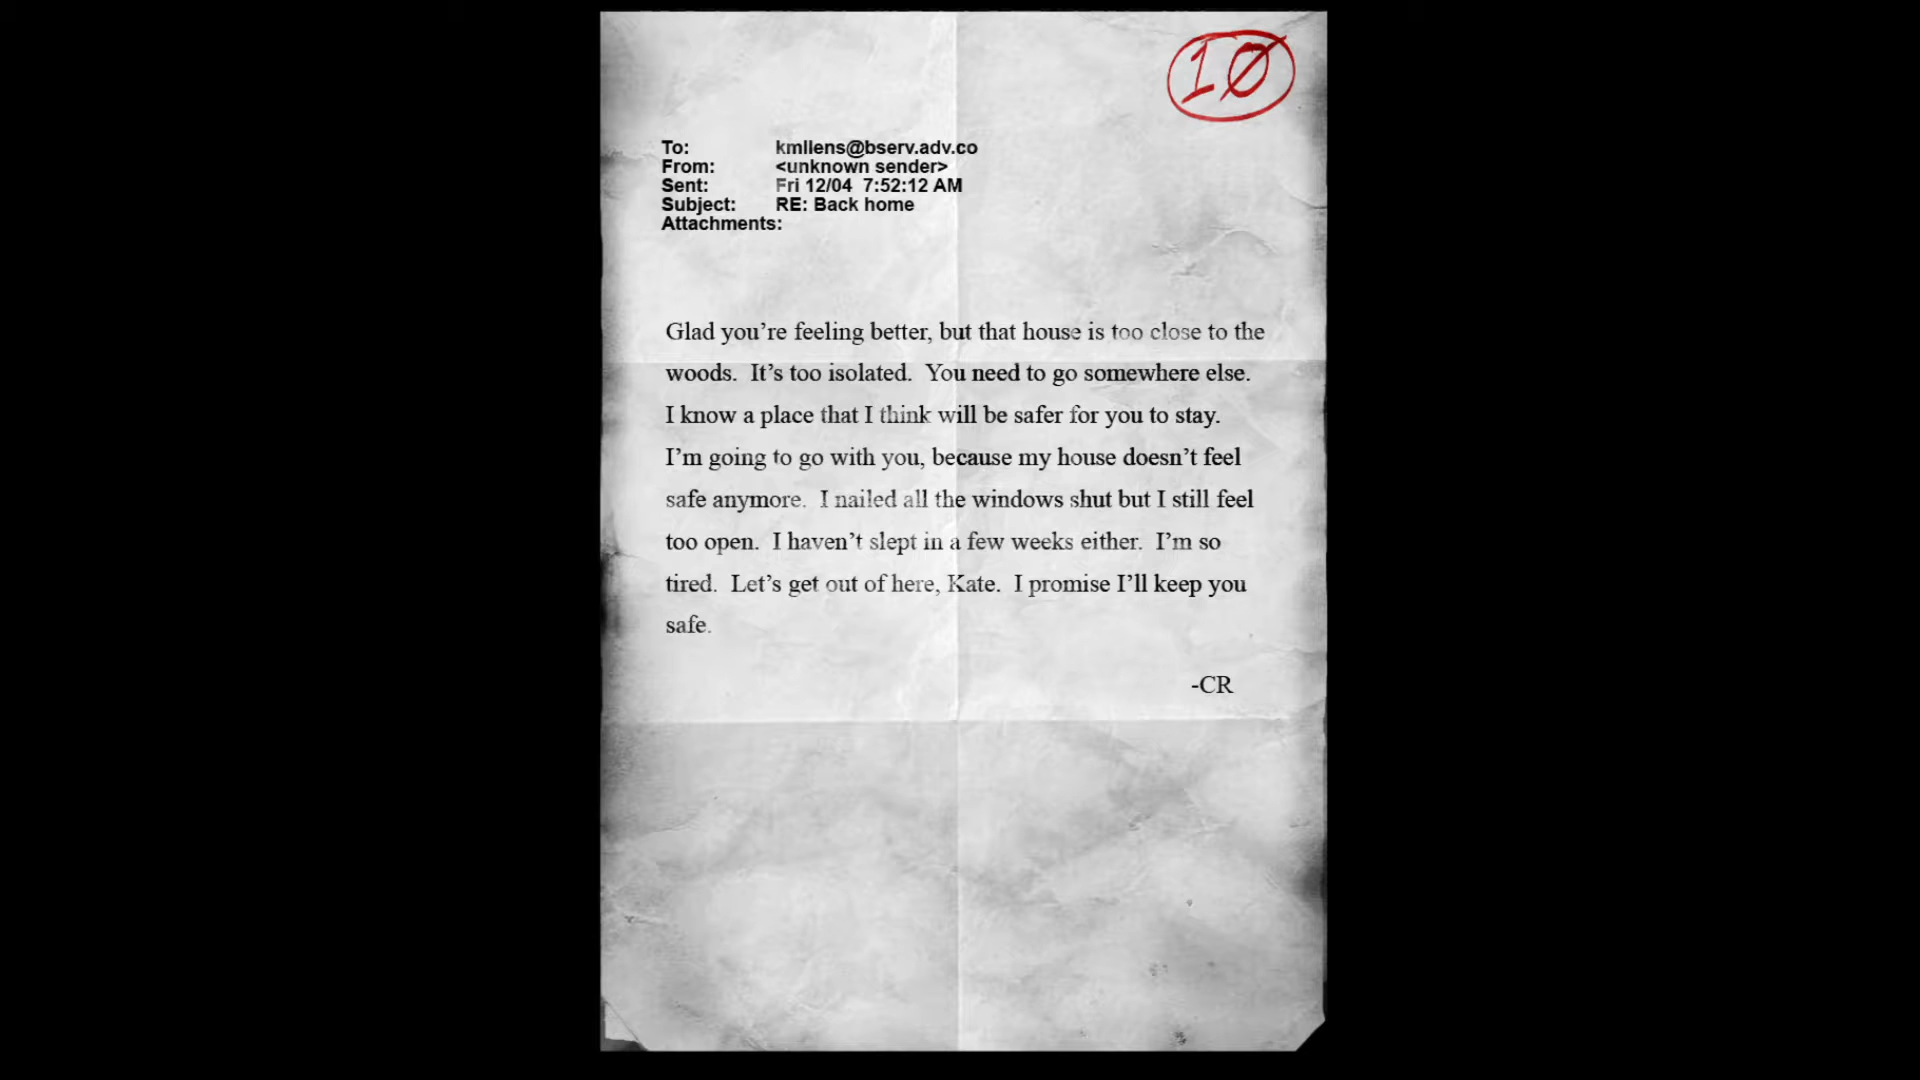 10
To: kmllens@bserv.adv.co
From: <unknown sender>
Sent: Fri 12/04  7:52:12 AM
Subject: RE: Back home
Attachments:
Glad you’re feeling better, but that house is too close to the
woods.  It’s too isolated.  You need to go somewhere else.
I know a place that I think will be safer for you to stay.
I’m going to go with you, because my house doesn’t feel
safe anymore.  I nailed all the windows shut but I still feel
too open.  I haven’t slept in a few weeks either.  I’m so
tired.  Let’s get out of here, Kate.  I promise I’ll keep you
safe.
-CR